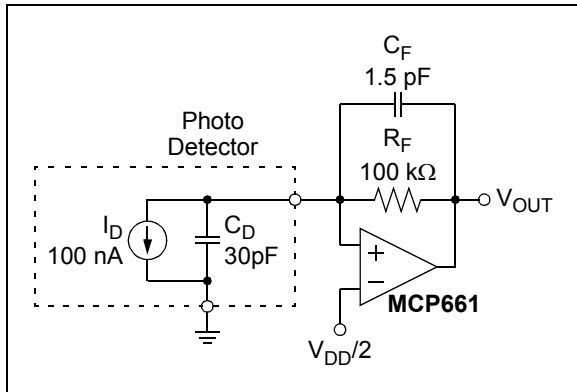 C_F
1.5 pF
Photo
Detector
R_F
100 kΩ
I_D
100 nA
C_D
30pF
V_OUT
+
−
MCP661
V_DD/2